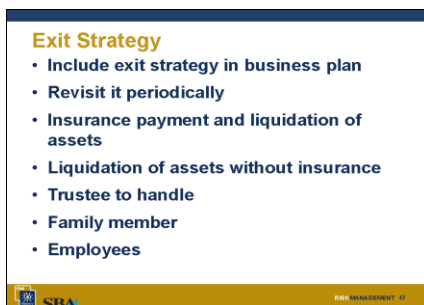 Exit Strategy
• Include exit strategy in business plan
• Revisit it periodically
• Insurance payment and liquidation of
assets
• Liquidation of assets without insurance
• Trustee to handle
• Family member
• Employees
SBA
RISK MANAGEMENT